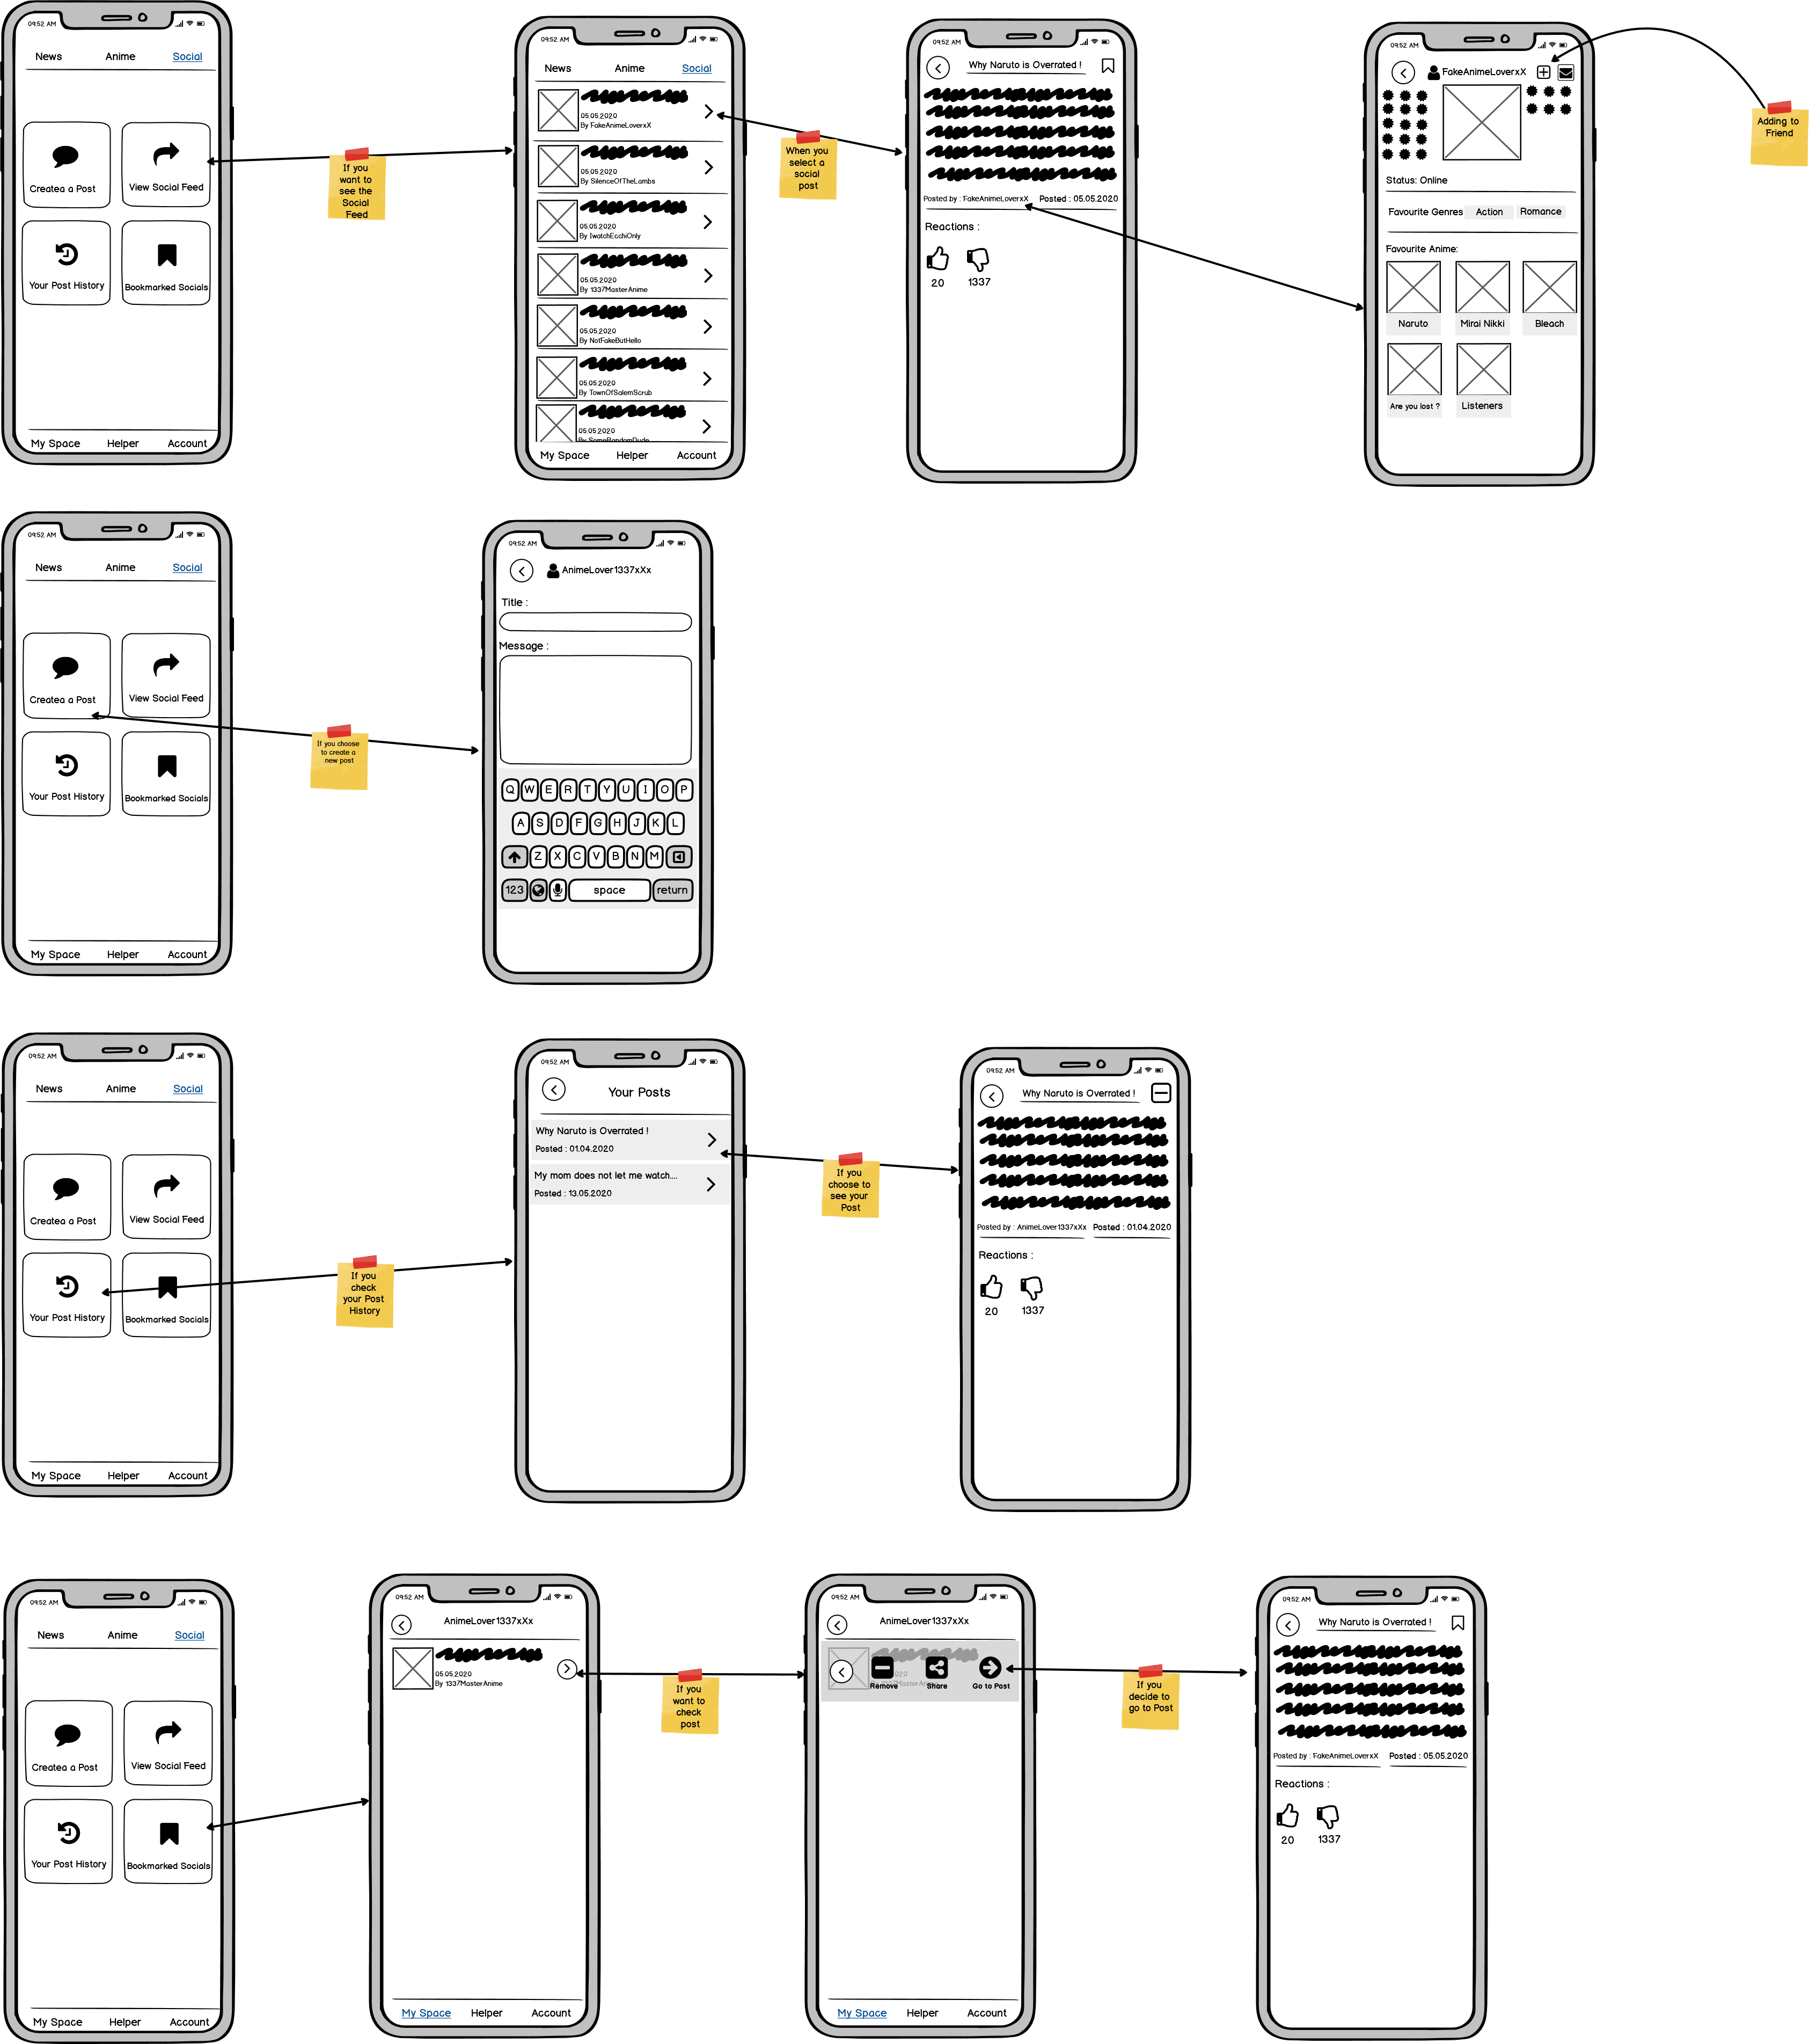 09:52 AM
News Anime Social
Createa a Post
View Social Feed
Your Post History
Bookmarked Socials
My Space Helper Account
If you
want to
see the
Social
Feed
09:52 AM
News Anime Social
05.05.2020
By FakeAnimeLoverxX
05.05.2020
By SilenceOfTheLambs
05.05.2020
By IwatchEcchiOnly
05.05.2020
By 1337MasterAnime
05.05.2020
By NotFakeButHello
05.05.2020
By TownOfSalemScrub
05.05.2020
By SomeRandomDude
My Space Helper Account
When you
select a
social
post
09:52 AM
Why Naruto is Overrated !
Posted by : FakeAnimeLoverxX Posted : 05.05.2020
Reactions :
20 1337
09:52 AM
FakeAnimeLoverxX
Status: Online
Favourite Genres Action Romance
Favourite Anime:
Naruto Mirai Nikki Bleach
Are you lost ? Listeners
Adding to
Friend
09:52 AM
News Anime Social
Createa a Post
View Social Feed
Your Post History
Bookmarked Socials
My Space Helper Account
If you choose
to create a
new post
09:52 AM
AnimeLover1337xXx
Title :
Message :
Q W E R T Y U I O P
A S D F G H J K L
Z X C V B N M
123 space return
09:52 AM
News Anime Social
Createa a Post
View Social Feed
Your Post History
Bookmarked Socials
My Space Helper Account
If you
check
your Post
History
09:52 AM
Your Posts
Why Naruto is Overrated !
Posted : 01.04.2020
My mom does not let me watch....
Posted : 13.05.2020
If you
choose to
see your
Post
09:52 AM
Why Naruto is Overrated !
Posted by : AnimeLover1337xXx Posted : 01.04.2020
Reactions :
20 1337
09:52 AM
News Anime Social
Createa a Post
View Social Feed
Your Post History
Bookmarked Socials
My Space Helper Account
09:52 AM
AnimeLover1337xXx
05.05.2020
By 1337MasterAnime
My Space Helper Account
If you
want to
check
post
09:52 AM
AnimeLover1337xXx
Remove Share Go to Post
My Space Helper Account
If you
decide to
go to Post
09:52 AM
Why Naruto is Overrated !
Posted by : FakeAnimeLoverxX Posted : 05.05.2020
Reactions :
20 1337